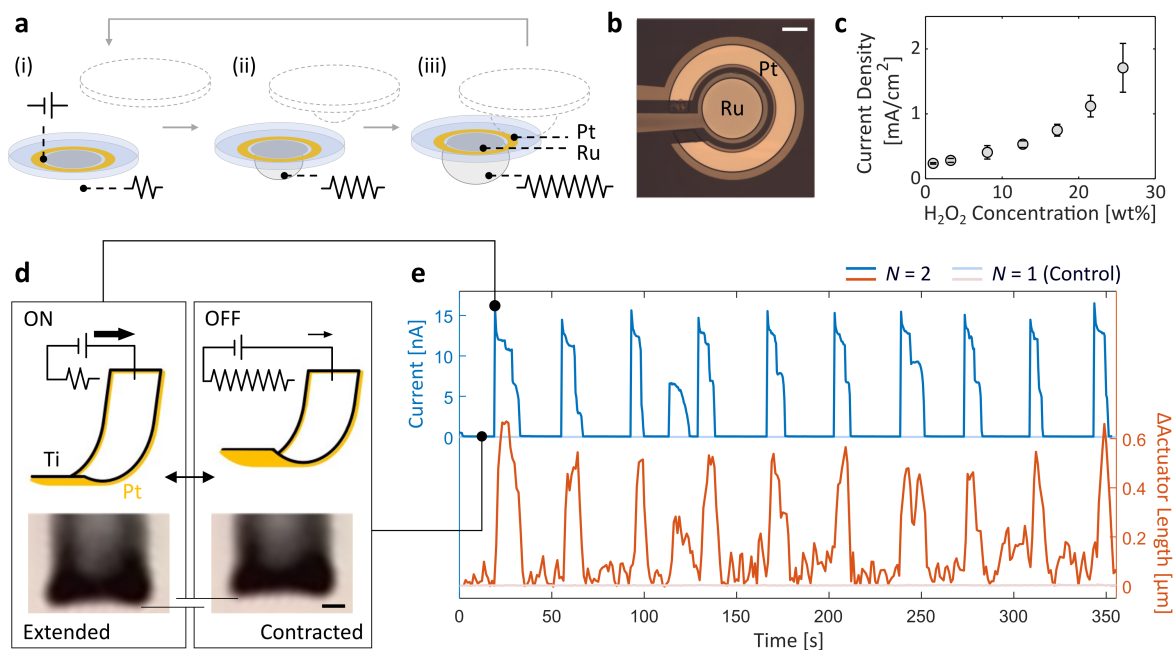 a
(i)
(ii)
(iii)
Pt
Ru
b
Pt
Ru
c
Current Density
[mA/cm²]
2
1
0
0
10
20
30
H₂O₂ Concentration [wt%]
d
ON
OFF
Ti
Pt
Extended
Contracted
e
N = 2
N = 1 (Control)
Current [nA]
15
10
5
0
ΔActuator Length [μm]
0.6
0.4
0.2
0
0
50
100
150
200
250
300
350
Time [s]